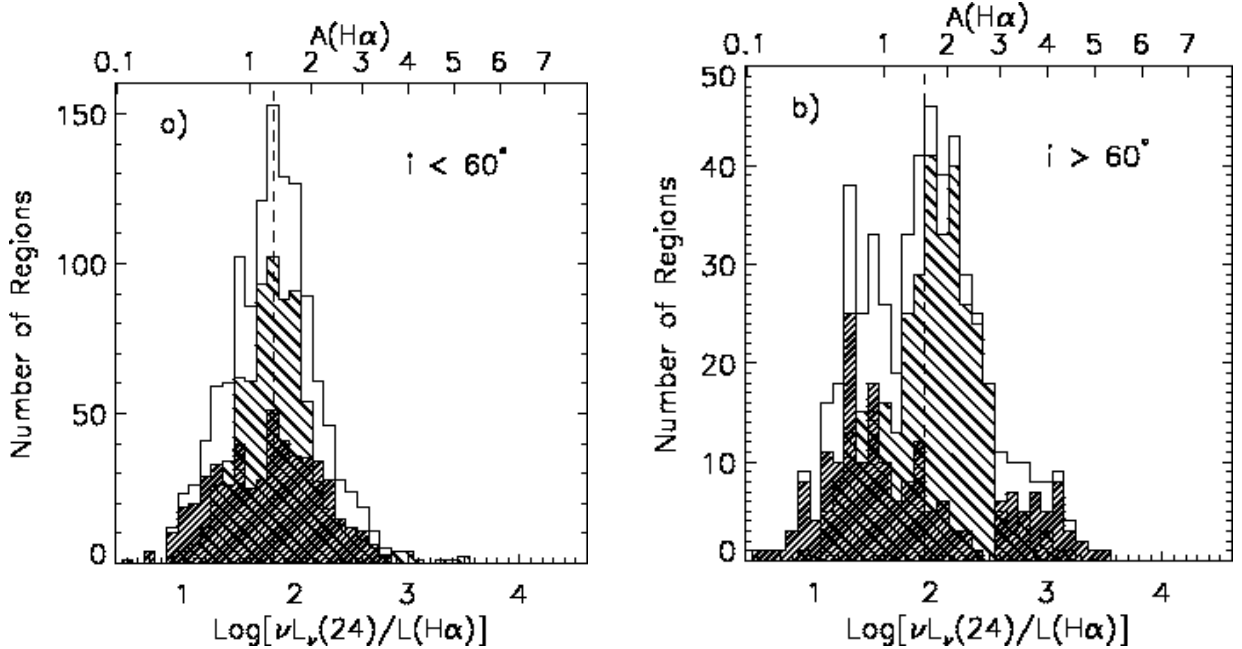 A(Hα)
0.1 1 2 3 4 5 6 7
a)
i < 60°
150
100
50
0
Number of Regions
1 2 3 4
Log[νLν(24)/L(Hα)]
A(Hα)
0.1 1 2 3 4 5 6 7
b)
i > 60°
50
40
30
20
10
0
Number of Regions
1 2 3 4
Log[νLν(24)/L(Hα)]